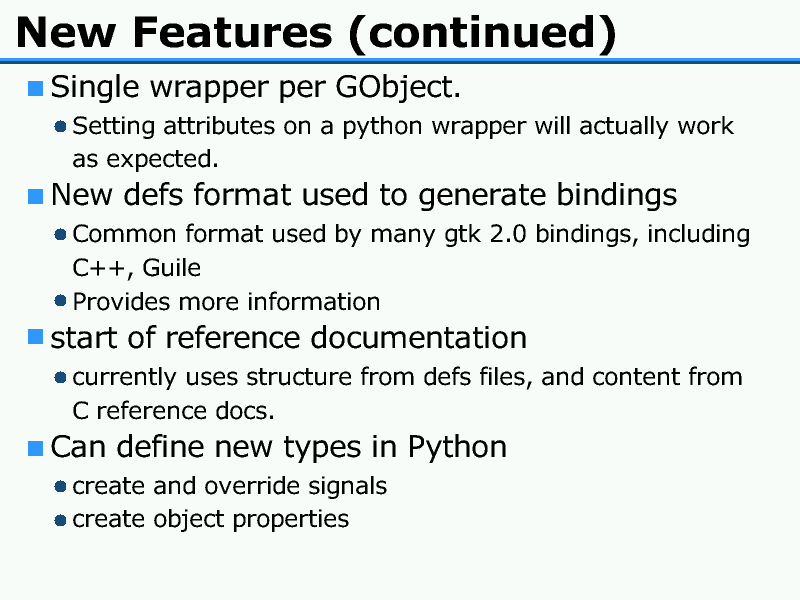 New Features (continued)
Single wrapper per GObject.
Setting attributes on a python wrapper will actually work
as expected.
New defs format used to generate bindings
Common format used by many gtk 2.0 bindings, including
C++, Guile
Provides more information
start of reference documentation
currently uses structure from defs files, and content from
C reference docs.
Can define new types in Python
create and override signals
create object properties